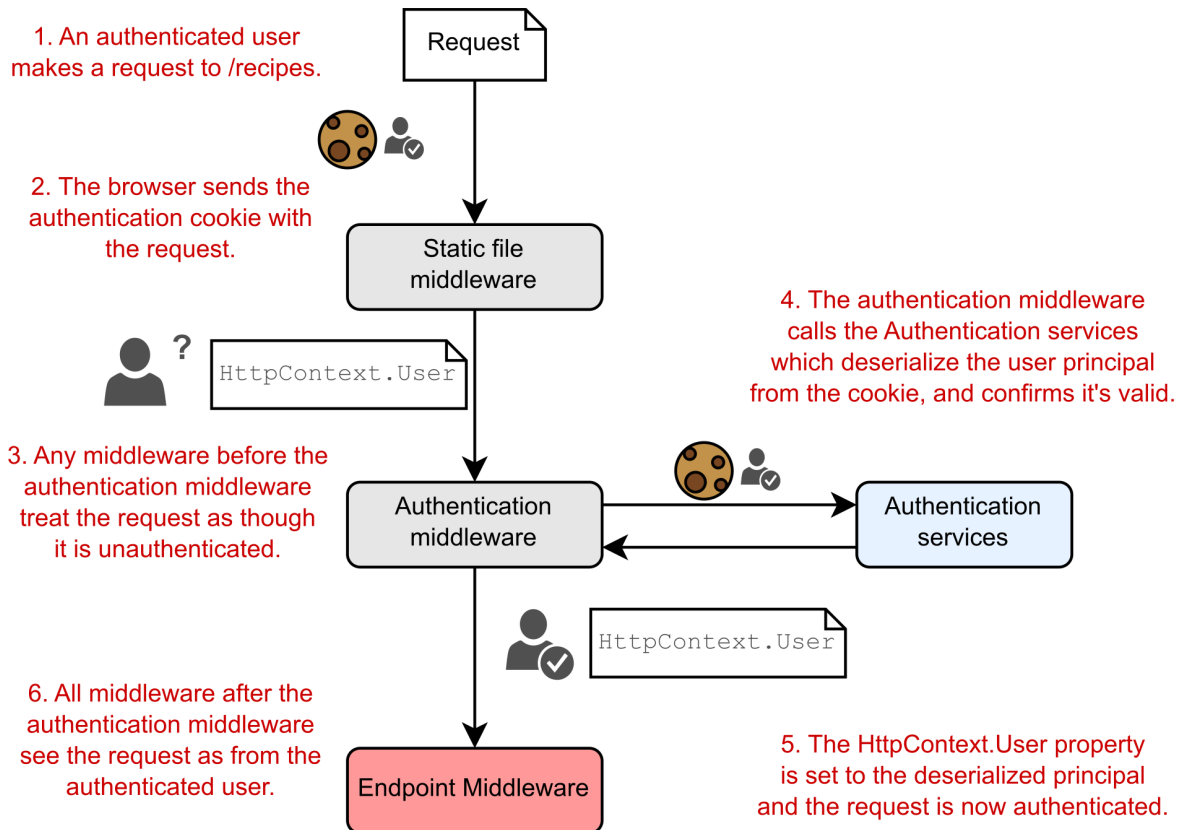 1. An authenticated user
makes a request to /recipes.
Request
2. The browser sends the
authentication cookie with
the request.
Static file
middleware
?
HttpContext.User
3. Any middleware before the
authentication middleware
treat the request as though
it is unauthenticated.
Authentication
middleware
4. The authentication middleware
calls the Authentication services
which deserialize the user principal
from the cookie, and confirms it's valid.
Authentication
services
HttpContext.User
5. The HttpContext.User property
is set to the deserialized principal
and the request is now authenticated.
6. All middleware after the
authentication middleware
see the request as from the
authenticated user.
Endpoint Middleware